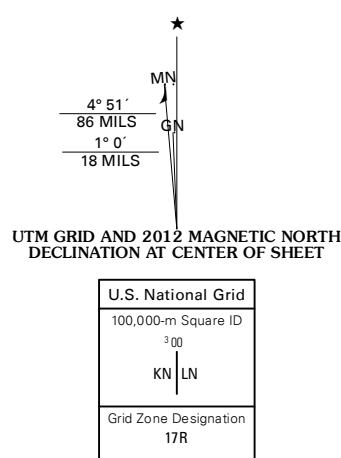 ★
MN
4° 51´
86 MILS
GN
1° 0´
18 MILS
UTM GRID AND 2012 MAGNETIC NORTH
DECLINATION AT CENTER OF SHEET
U.S. National Grid
100,000-m Square ID
³00
KN LN
Grid Zone Designation
17R